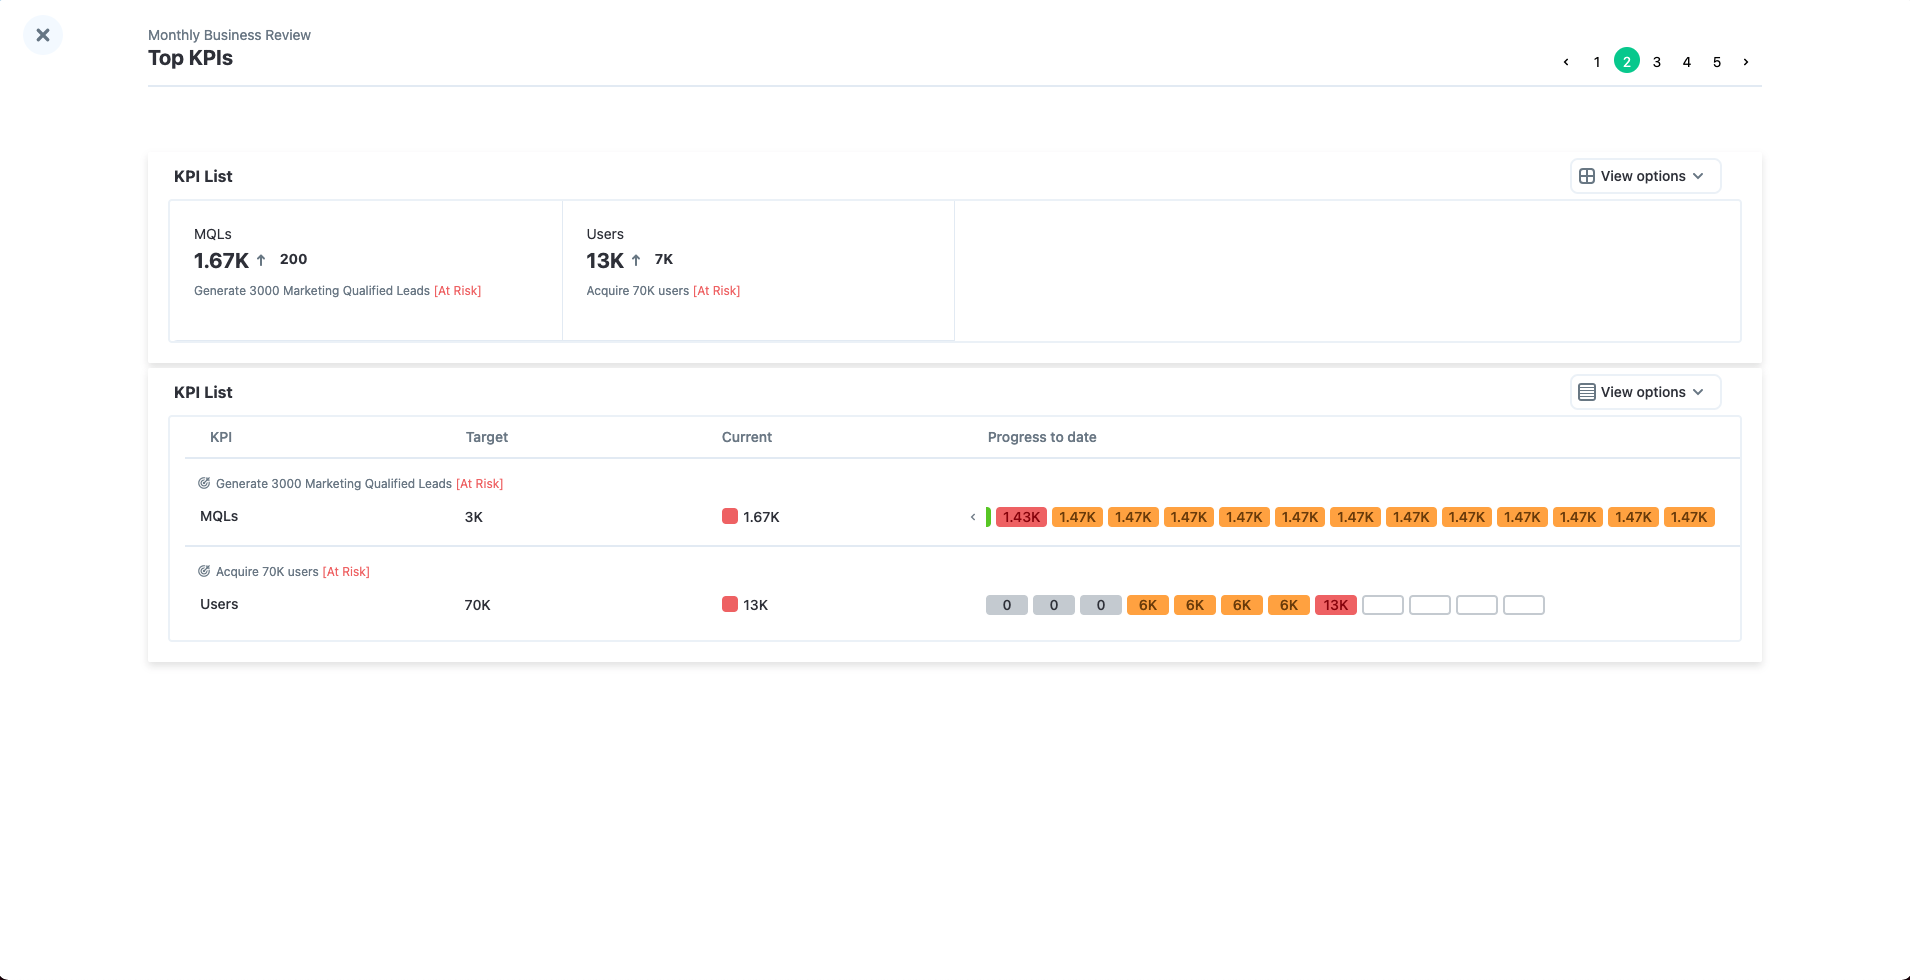 Monthly Business Review
Top KPIs
1 2 3 4 5
KPI List
View options
MQLs
1.67K ↑ 200
Generate 3000 Marketing Qualified Leads [At Risk]
Users
13K ↑ 7K
Acquire 70K users [At Risk]
KPI List
View options
KPI Target Current Progress to date
Generate 3000 Marketing Qualified Leads [At Risk]
MQLs 3K 1.67K 1.43K 1.47K 1.47K 1.47K 1.47K 1.47K 1.47K 1.47K 1.47K 1.47K 1.47K 1.47K 1.47K
Acquire 70K users [At Risk]
Users 70K 13K 0 0 0 6K 6K 6K 6K 13K